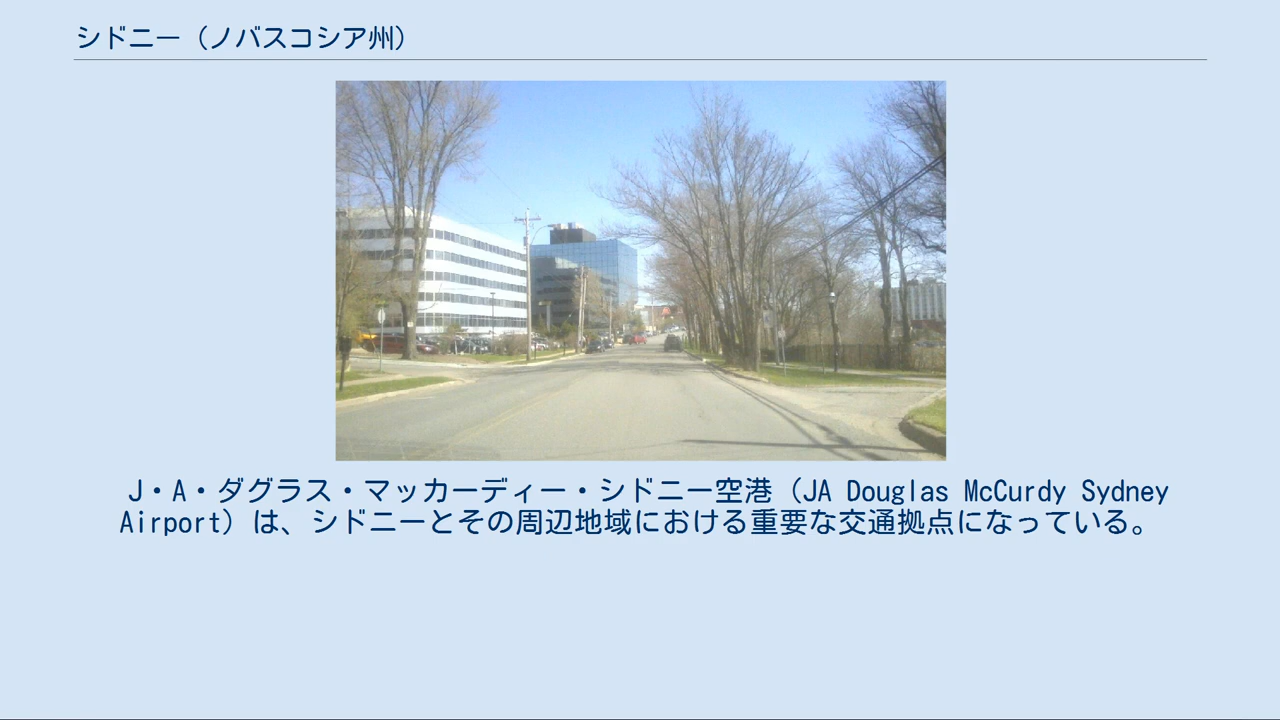 シドニー（ノバスコシア州）
J・A・ダグラス・マッカーディー・シドニー空港（JA Douglas McCurdy Sydney
Airport）は、シドニーとその周辺地域における重要な交通拠点になっている。